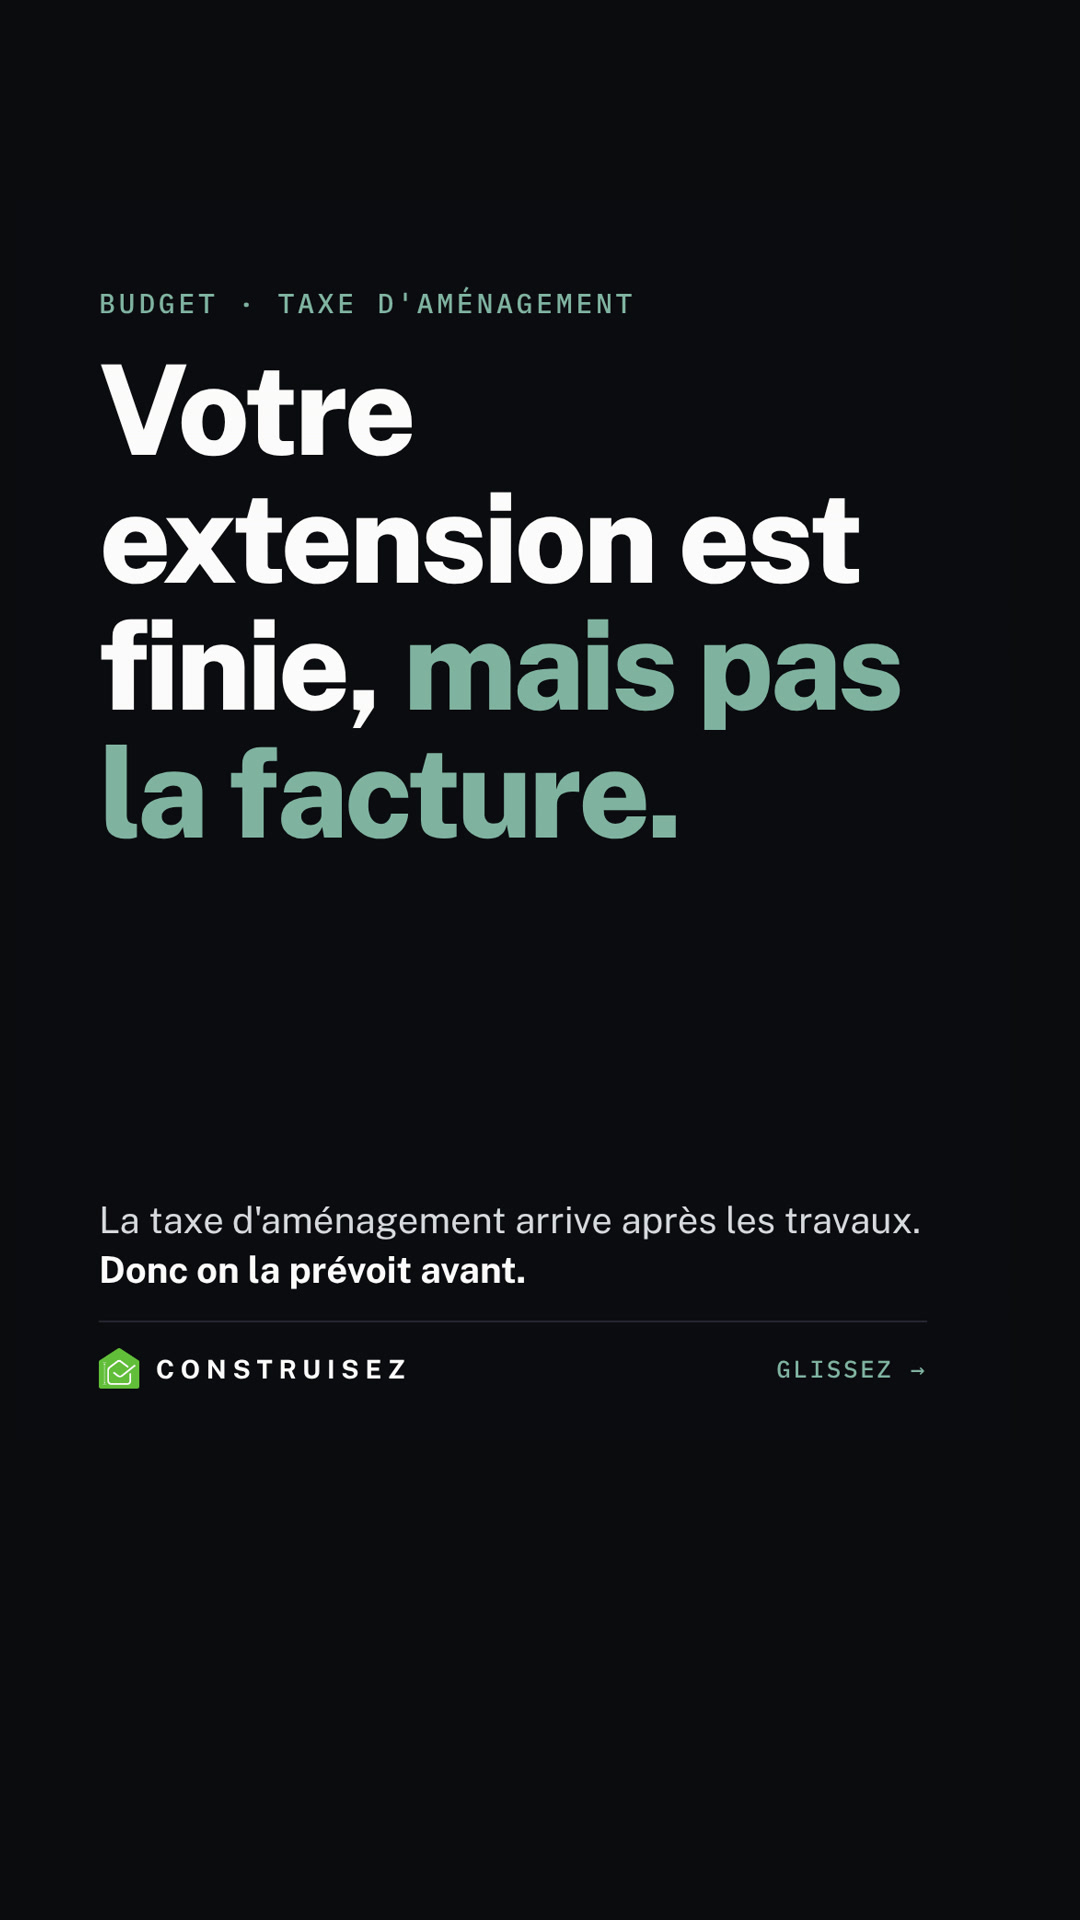 BUDGET · TAXE D'AMÉNAGEMENT
Votre
extension est
finie, mais pas
la facture.
La taxe d'aménagement arrive après les travaux.
Donc on la prévoit avant.
CONSTRUISEZ
GLISSEZ →